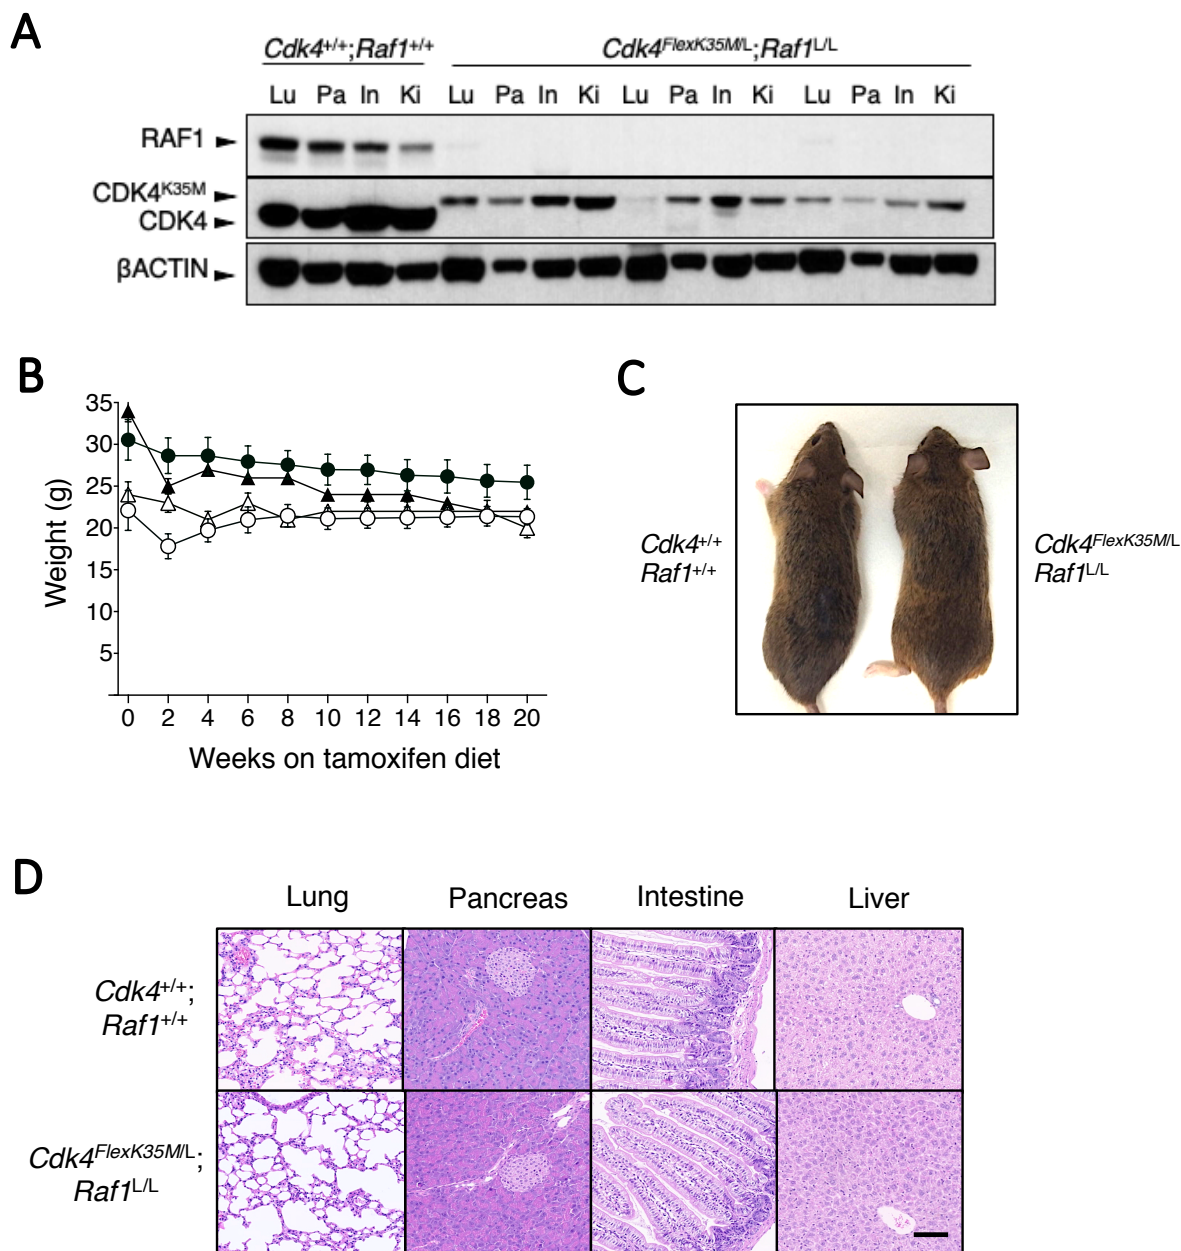 A
Cdk4+/+;Raf1+/+ Cdk4FlexK35M/L;Raf1L/L
Lu Pa In Ki Lu Pa In Ki Lu Pa In Ki Lu Pa In Ki
RAF1
CDK4K35M
CDK4
βACTIN
B
35
30
25
20
15
10
5
Weight (g)
0 2 4 6 8 10 12 14 16 18 20
Weeks on tamoxifen diet
C
Cdk4+/+
Raf1+/+
Cdk4FlexK35M/L
Raf1L/L
D
Lung Pancreas Intestine Liver
Cdk4+/+;
Raf1+/+
Cdk4FlexK35M/L;
Raf1L/L